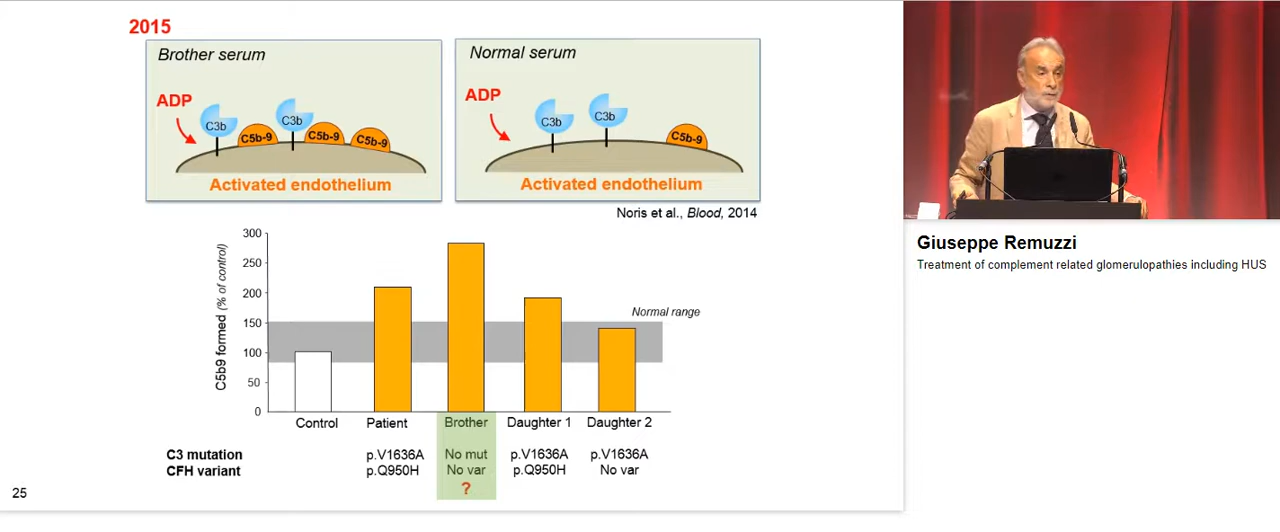 2015
Brother serum
ADP
C3b
C5b-9
C3b
C5b-9
C5b-9
Activated endothelium
Normal serum
ADP
C3b
C3b
C5b-9
Activated endothelium
Noris et al., Blood, 2014
C5b9 formed (% of control)
300
250
200
150
100
50
0
Normal range
Control Patient Brother Daughter 1 Daughter 2
C3 mutation p.V1636A No mut p.V1636A p.V1636A
CFH variant p.Q950H No var p.Q950H No var
?
25
Giuseppe Remuzzi
Treatment of complement related glomerulopathies including HUS